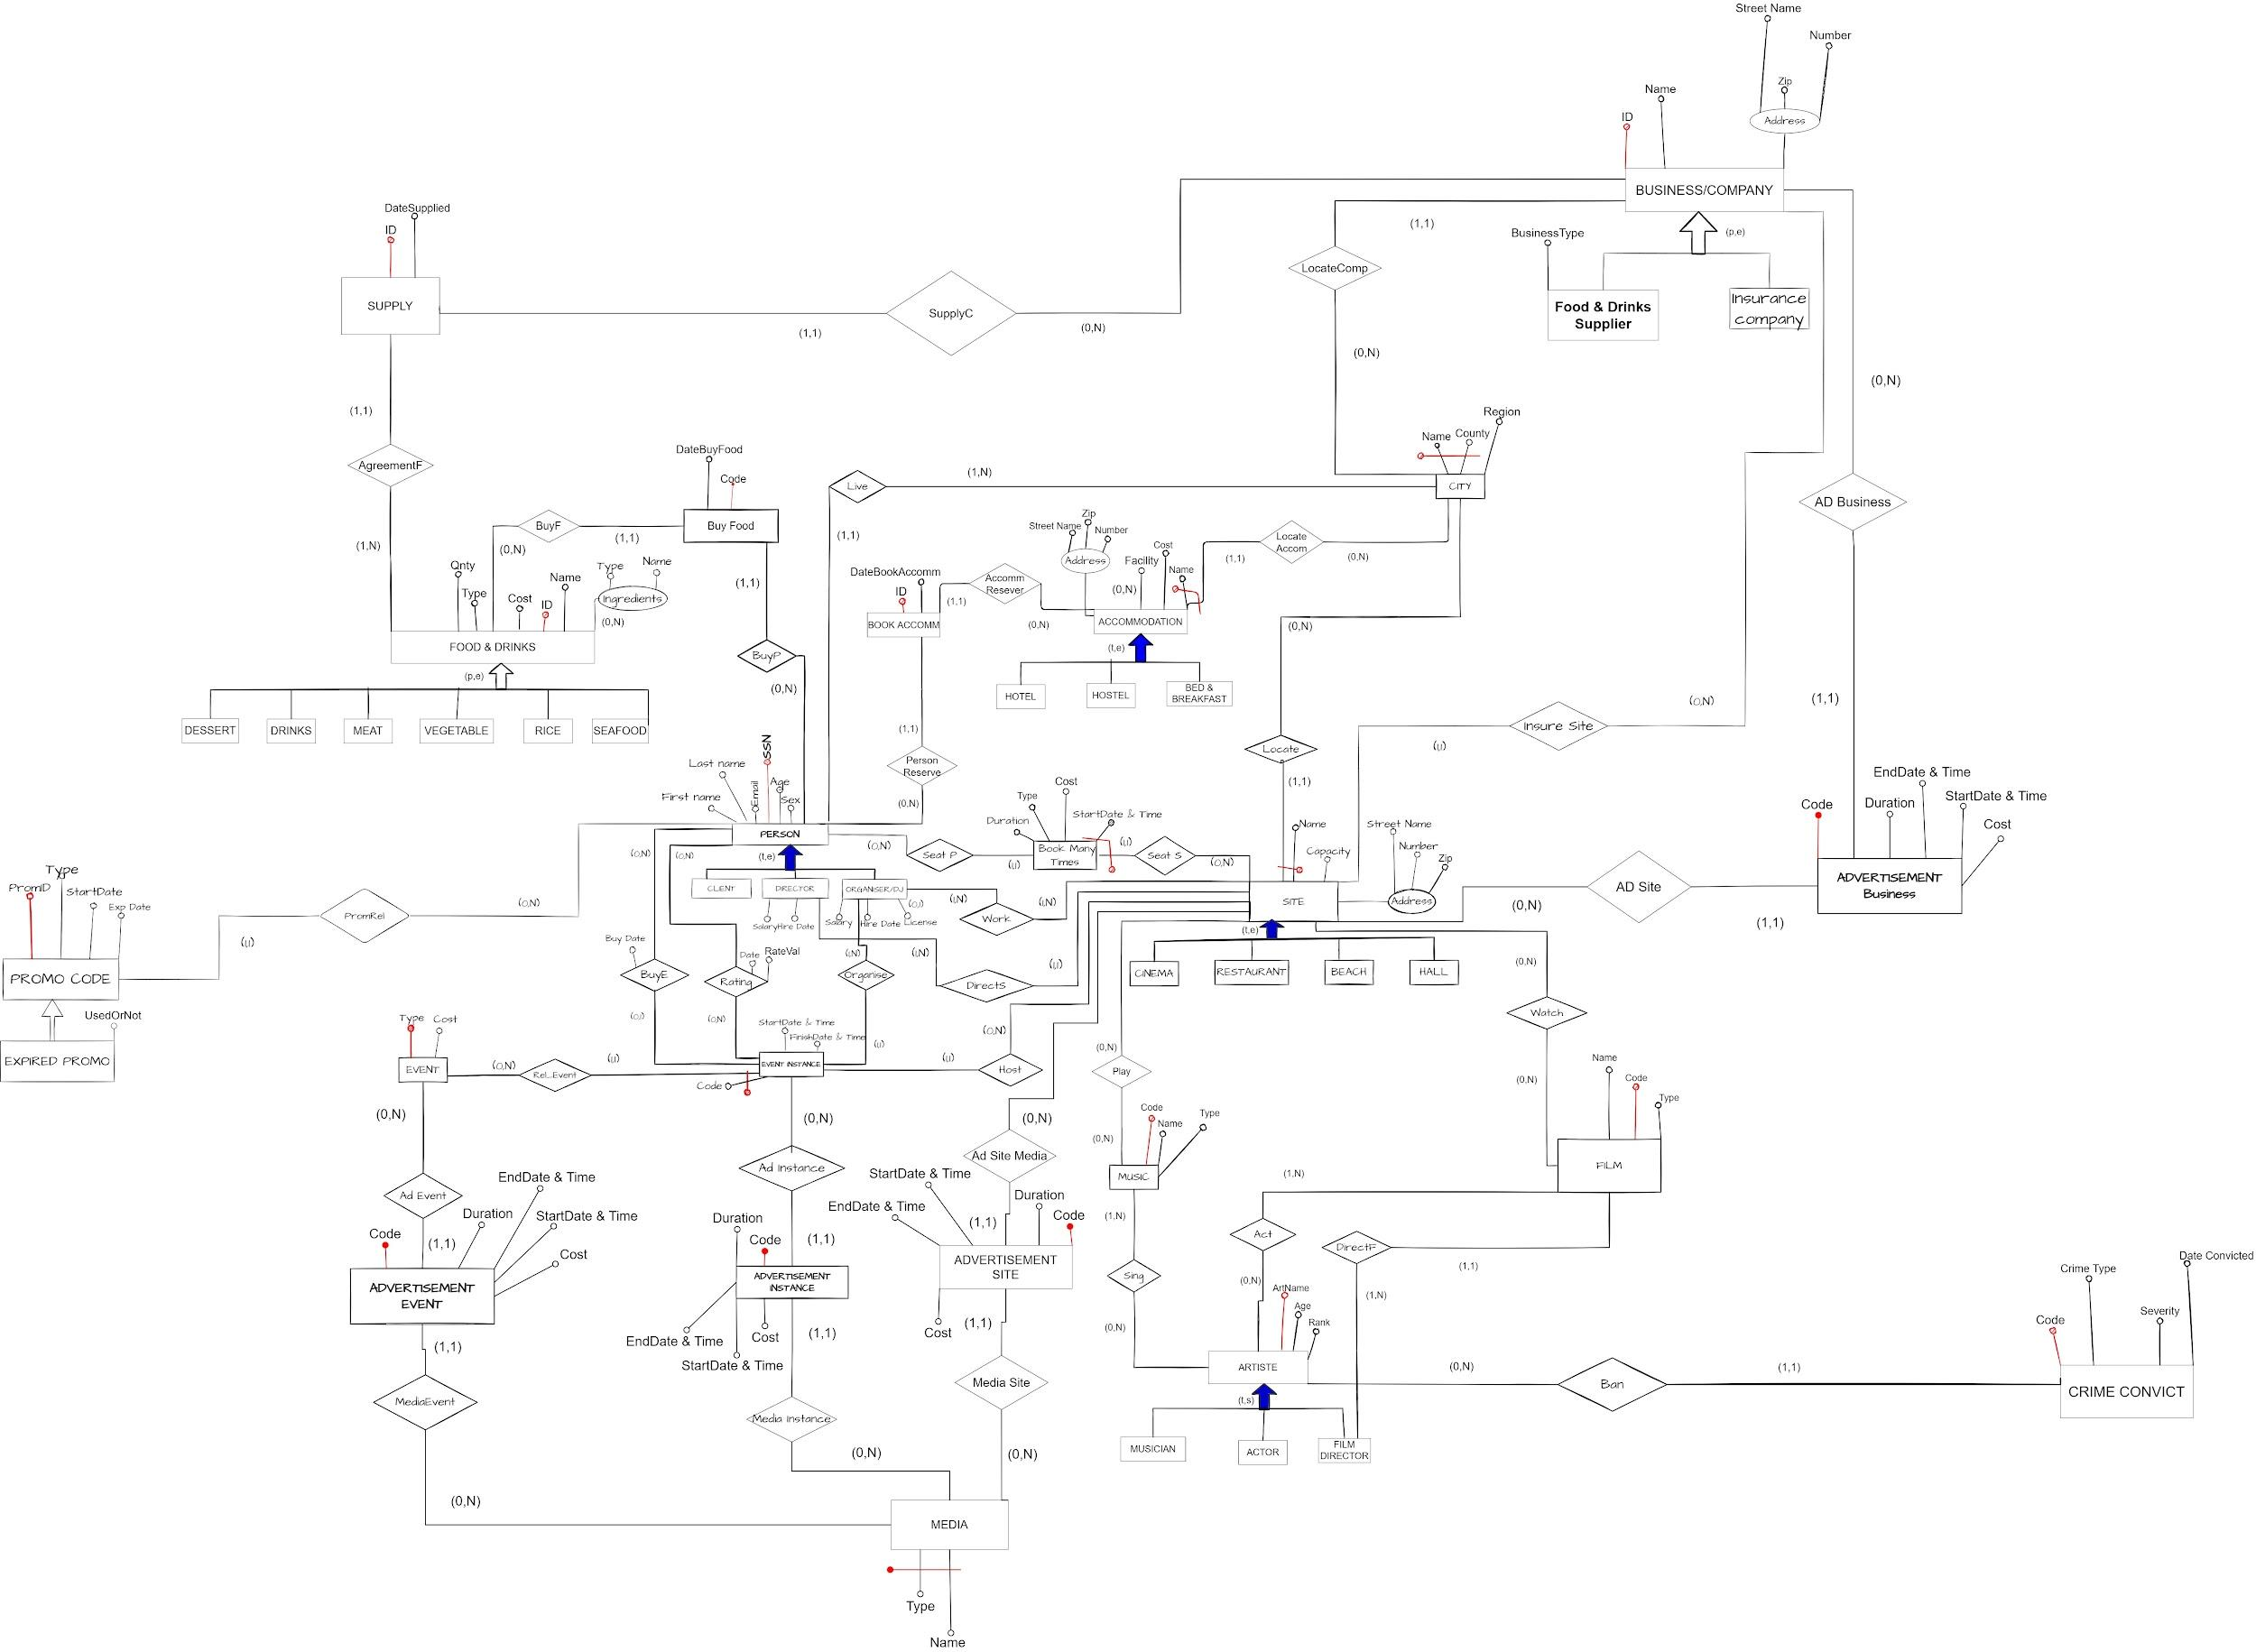 Street Name
Number
Zip
Name
Address
ID
BUSINESS/COMPANY
(1,1)
(p,e)
BusinessType
LocateComp
Food & Drinks
Supplier
Insurance
company
DateSupplied
ID
SUPPLY
SupplyC
(1,1)
(0,N)
(0,N)
(0,N)
(1,1)
AgreementF
(1,N)
DateBuyFood
Code
Buy Food
BuyF
(0,N)
(1,1)
(1,1)
Qnty
Type
Cost
ID
Name
Type
Name
Ingredients
(0,N)
FOOD & DRINKS
(p,e)
DESSERT
DRINKS
MEAT
VEGETABLE
RICE
SEAFOOD
BuyP
(0,N)
Live
(1,N)
(1,1)
Region
Name
County
CITY
AD Business
(1,1)
Street Name
Zip
Number
Address
Facility
(0,N)
Cost
Name
Locate
Accom
(1,1)
(0,N)
DateBookAccomm
ID
BOOK ACCOMM
(1,1)
Accomm
Resever
(0,N)
ACCOMMODATION
(t,e)
HOTEL
HOSTEL
BED &
BREAKFAST
(1,1)
Person
Reserve
(0,N)
(0,N)
Locate
(1,1)
Insure Site
(0,N)
Last name
First name
Email
SSN
Age
Sex
PERSON
(t,e)
CLIENT
DIRECTOR
ORGANISER/DJ
Salary
Hire Date
Salary
Hire Date
License
(0,N)
(0,N)
(0,N)
Seat P
Type
Cost
Duration
StartDate & Time
Book Many
Times
Seat S
(0,N)
Name
Capacity
Street Name
Number
Zip
Address
SITE
(t,e)
CINEMA
RESTAURANT
BEACH
HALL
Work
DirectS
AD Site
(0,N)
(1,1)
EndDate & Time
StartDate & Time
Code
Duration
Cost
ADVERTISEMENT
Business
PromID
Type
StartDate
Exp Date
PROMO CODE
PromRel
(0,N)
UsedOrNot
EXPIRED PROMO
Buy Date
BuyE
Date
RateVal
Rating
(0,N)
Organise
StartDate & Time
FinishDate & Time
EVENT INSTANCE
Code
Type
Cost
EVENT
(0,N)
Rel_Event
Host
(0,N)
(0,N)
Watch
(0,N)
(0,N)
Play
(0,N)
Code
Name
Type
MUSIC
(1,N)
Sing
(0,N)
Name
Code
Type
FILM
(1,N)
Act
(0,N)
DirectF
(1,1)
(1,N)
ArtName
Age
Rank
ARTISTE
(t,s)
MUSICIAN
ACTOR
FILM
DIRECTOR
(0,N)
Ban
(1,1)
Date Convicted
Crime Type
Severity
Code
CRIME CONVICT
(0,N)
Ad Event
(1,1)
Code
Duration
EndDate & Time
StartDate & Time
Cost
ADVERTISEMENT
EVENT
(1,1)
MediaEvent
(0,N)
(0,N)
Ad Instance
(1,1)
Duration
Code
ADVERTISEMENT
INSTANCE
EndDate & Time
Cost
StartDate & Time
(1,1)
Media Instance
(0,N)
(0,N)
Ad Site Media
StartDate & Time
EndDate & Time
Duration
Code
(1,1)
ADVERTISEMENT
SITE
Cost
(1,1)
Media Site
(0,N)
MEDIA
Type
Name